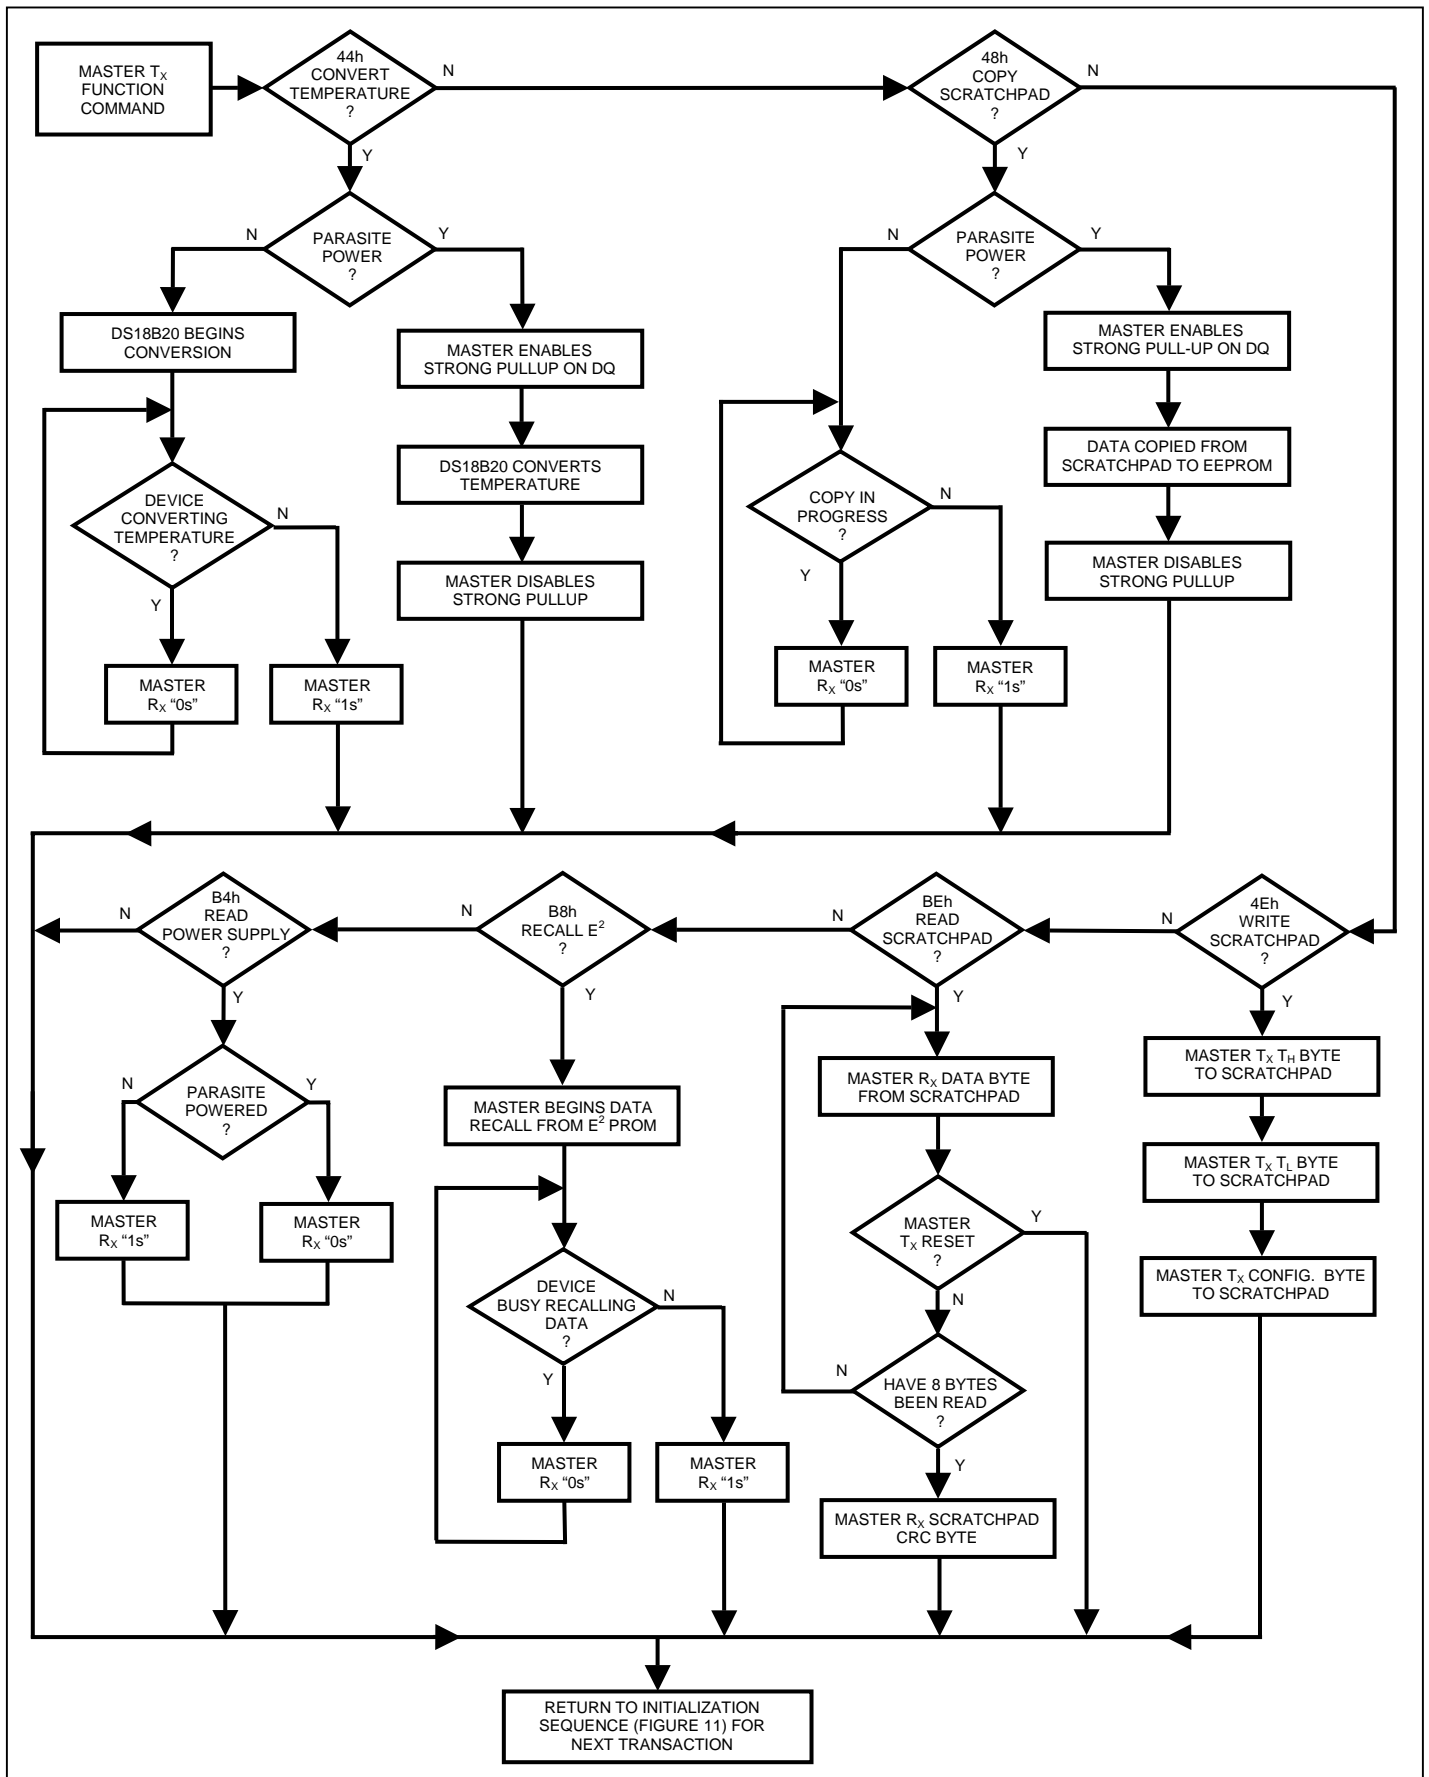 MASTER TX
FUNCTION
COMMAND
44h
CONVERT
TEMPERATURE
?
N
Y
48h
COPY
SCRATCHPAD
?
N
Y
PARASITE
POWER
?
N
Y
DS18B20 BEGINS
CONVERSION
MASTER ENABLES
STRONG PULLUP ON DQ
DEVICE
CONVERTING
TEMPERATURE
?
N
Y
DS18B20 CONVERTS
TEMPERATURE
MASTER DISABLES
STRONG PULLUP
MASTER
RX “0s”
MASTER
RX “1s”
PARASITE
POWER
?
N
Y
MASTER ENABLES
STRONG PULL-UP ON DQ
DATA COPIED FROM
SCRATCHPAD TO EEPROM
MASTER DISABLES
STRONG PULLUP
COPY IN
PROGRESS
?
N
Y
MASTER
RX “0s”
MASTER
RX “1s”
4Eh
WRITE
SCRATCHPAD
?
N
Y
MASTER TX TH BYTE
TO SCRATCHPAD
MASTER TX TL BYTE
TO SCRATCHPAD
MASTER TX CONFIG. BYTE
TO SCRATCHPAD
BEh
READ
SCRATCHPAD
?
N
Y
MASTER RX DATA BYTE
FROM SCRATCHPAD
MASTER
TX RESET
?
Y
N
HAVE 8 BYTES
BEEN READ
?
N
Y
MASTER RX SCRATCHPAD
CRC BYTE
B8h
RECALL E2
?
N
Y
MASTER BEGINS DATA
RECALL FROM E2 PROM
DEVICE
BUSY RECALLING
DATA
?
N
Y
MASTER
RX “0s”
MASTER
RX “1s”
B4h
READ
POWER SUPPLY
?
N
Y
PARASITE
POWERED
?
N
Y
MASTER
RX “1s”
MASTER
RX “0s”
RETURN TO INITIALIZATION
SEQUENCE (FIGURE 11) FOR
NEXT TRANSACTION